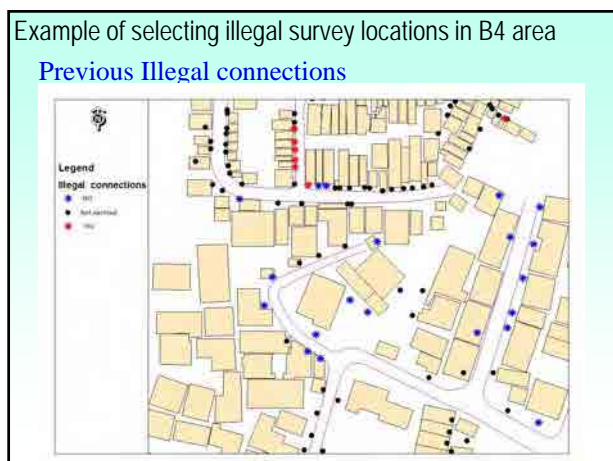 Example of selecting illegal survey locations in B4 area
Previous Illegal connections
Legend
Illegal connections